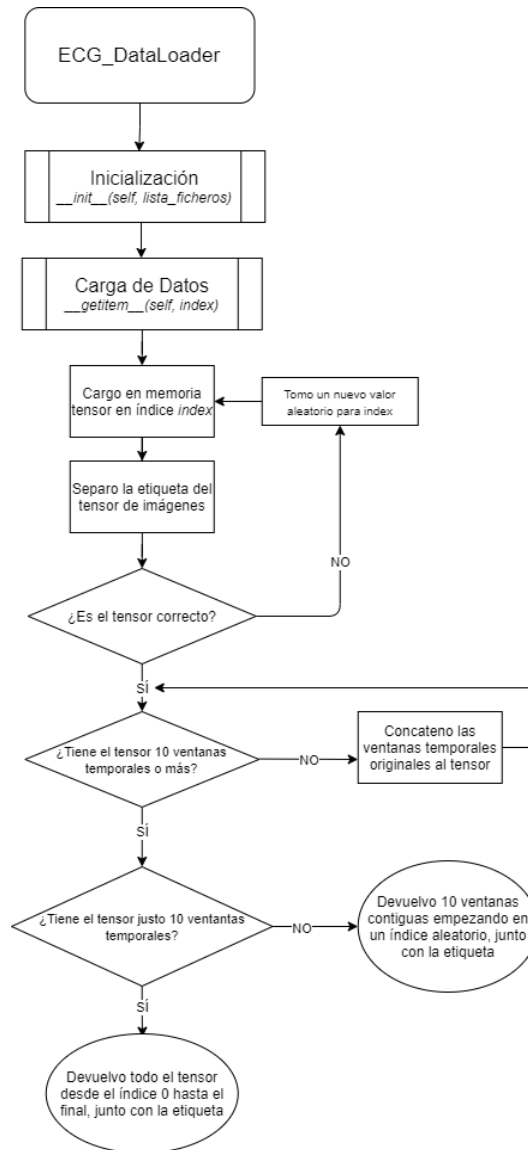 ECG_DataLoader
Inicialización
__init__(self, lista_ficheros)
Carga de Datos
__getitem__(self, index)
Cargo en memoria
tensor en índice index
Tomo un nuevo valor
aleatorio para index
Separo la etiqueta del
tensor de imágenes
NO
¿Es el tensor correcto?
SÍ
¿Tiene el tensor 10 ventanas
temporales o más?
NO
Concateno las
ventanas temporales
originales al tensor
SÍ
¿Tiene el tensor justo 10 ventantas
temporales?
NO
Devuelvo 10 ventanas
contiguas empezando en
un índice aleatorio, junto
con la etiqueta
SÍ
Devuelvo todo el tensor
desde el índice 0 hasta el
final, junto con la etiqueta